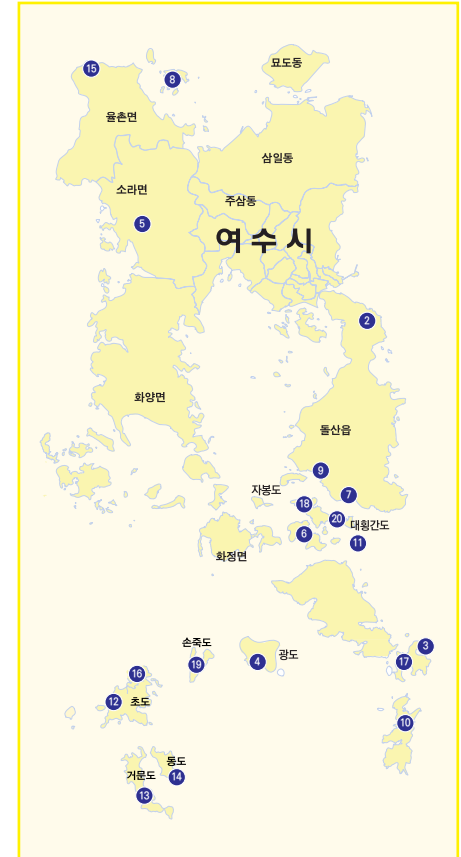 묘도동
15
8
율촌면
삼일동
소라면
주삼동
5
여수시
2
화양면
돌산읍
9
자봉도
7
18
20
대횡간도
6
11
화정면
손죽도
광도
3
19
4
17
16
12
초도
10
동도
거문도
14
13